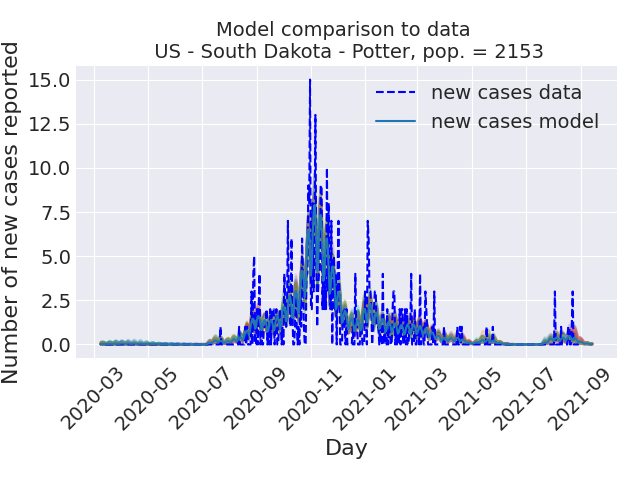 Model comparison to data
US - South Dakota - Potter, pop. = 2153
Number of new cases reported
15.0
12.5
10.0
7.5
5.0
2.5
0.0
new cases data
new cases model
2020-03
2020-05
2020-07
2020-09
2020-11
2021-01
2021-03
2021-05
2021-07
2021-09
Day